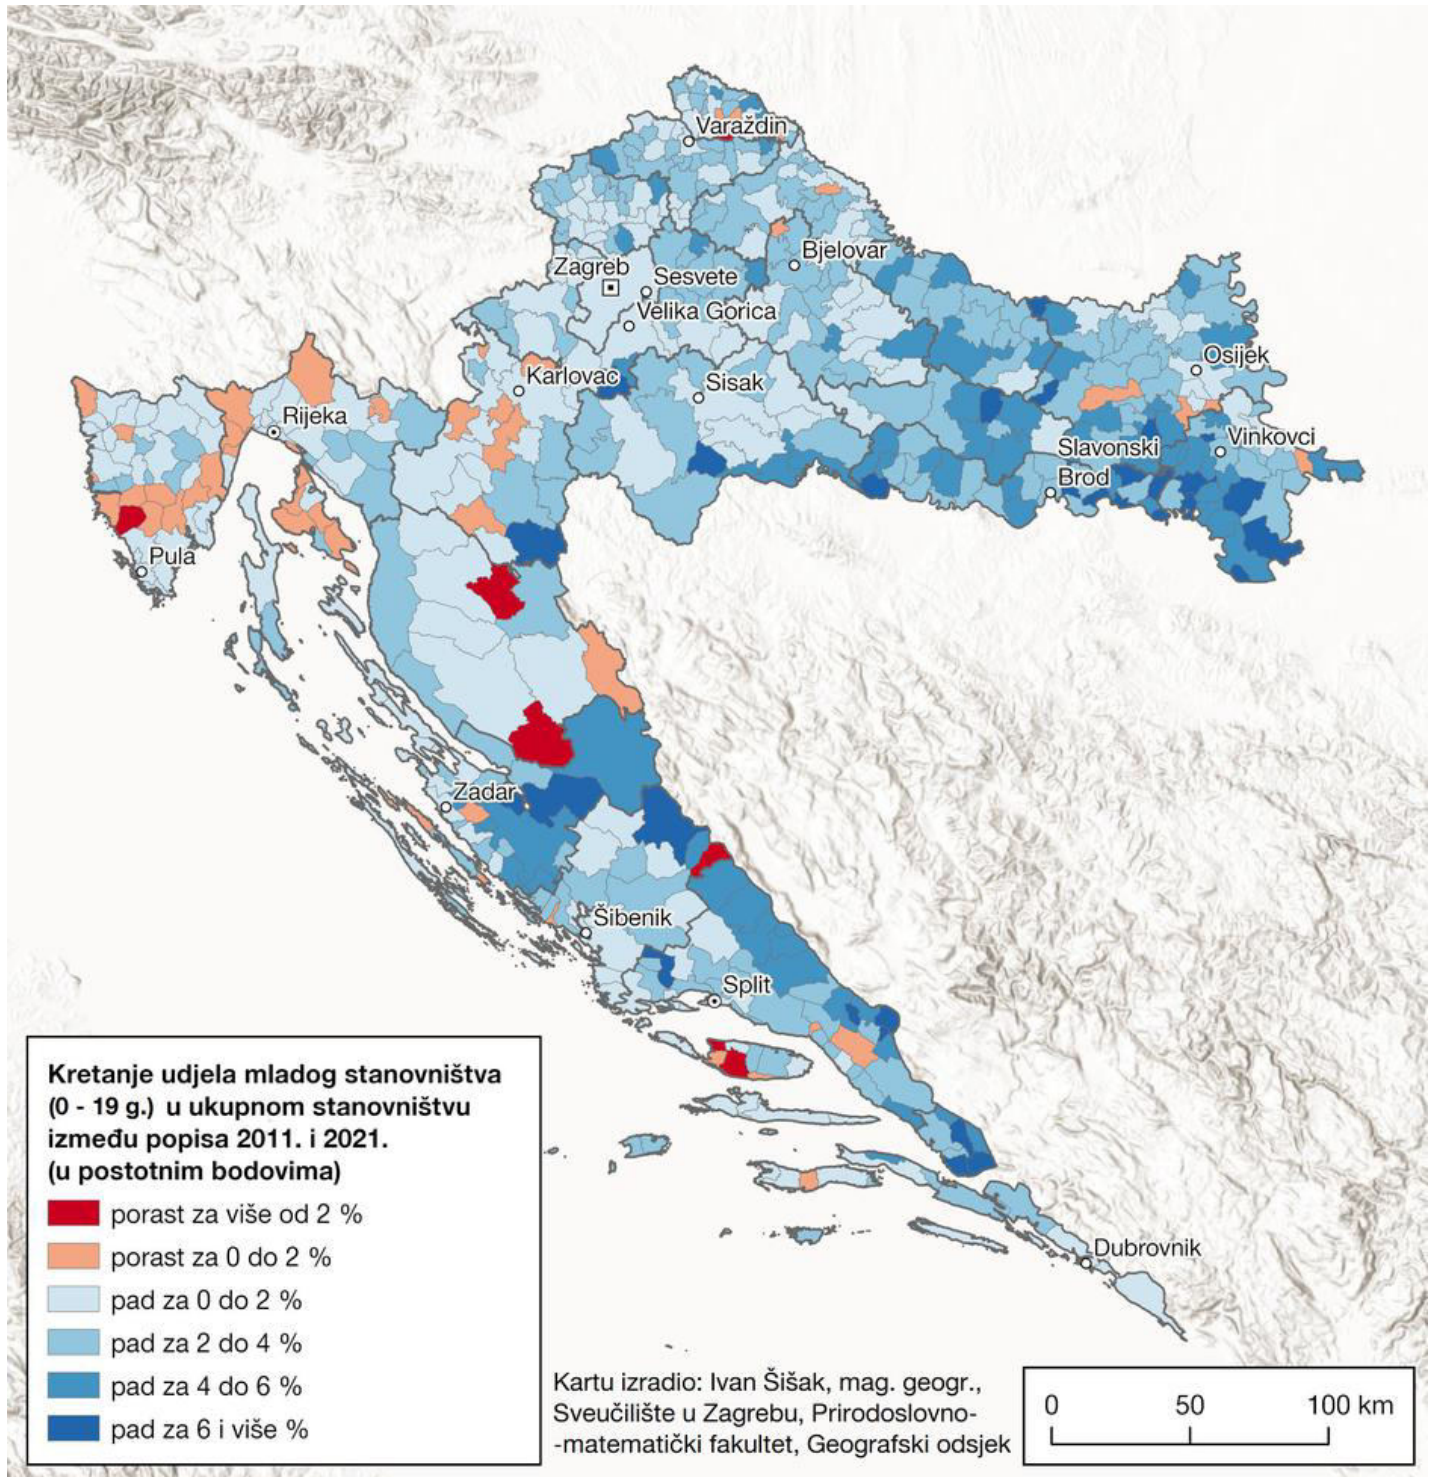 Varaždin
Bjelovar
Zagreb
Sesvete
Velika Gorica
Osijek
Karlovac
Sisak
Rijeka
Slavonski
Brod
Vinkovci
Pula
Zadar
Šibenik
Split
Dubrovnik
Kretanje udjela mladog stanovništva
(0 - 19 g.) u ukupnom stanovništvu
između popisa 2011. i 2021.
(u postotnim bodovima)
porast za više od 2 %
porast za 0 do 2 %
pad za 0 do 2 %
pad za 2 do 4 %
pad za 4 do 6 %
pad za 6 i više %
Kartu izradio: Ivan Šišak, mag. geogr.,
Sveučilište u Zagrebu, Prirodoslovno-
-matematički fakultet, Geografski odsjek
0 50 100 km